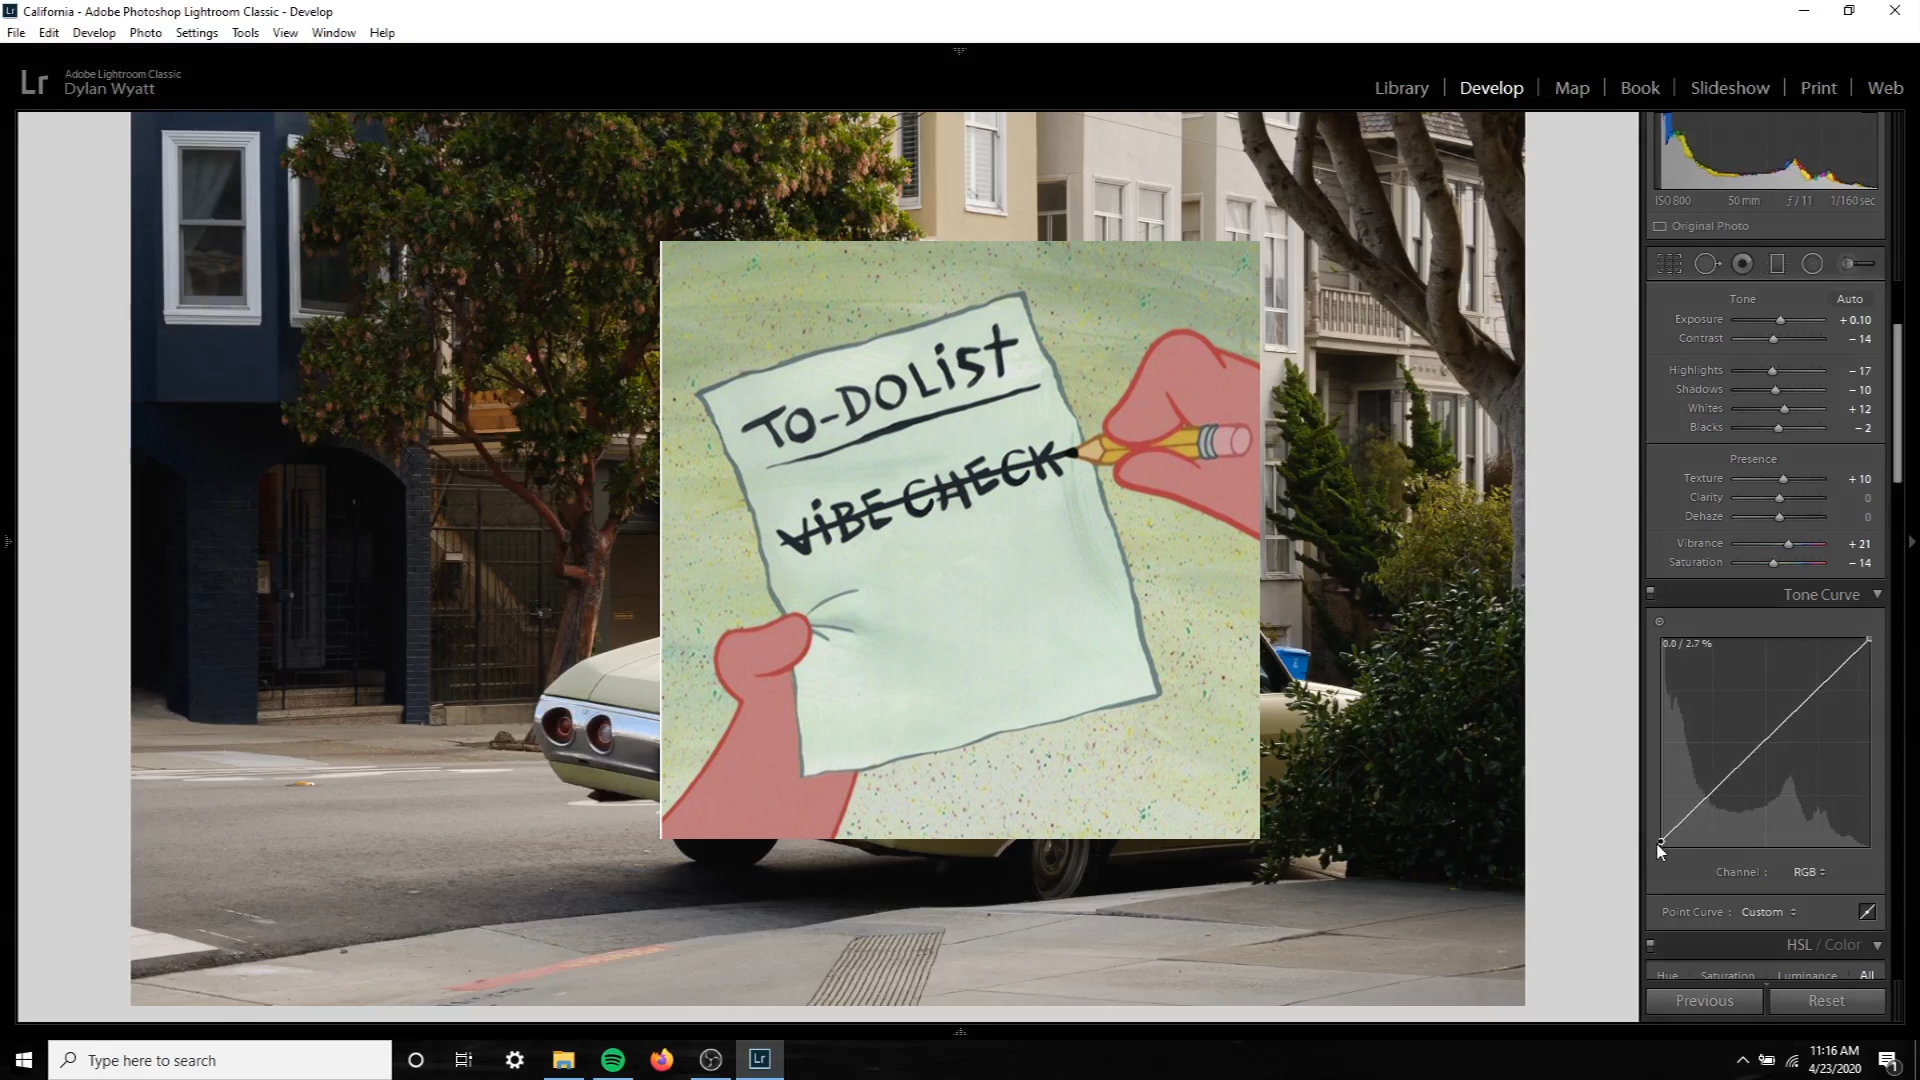 California - Adobe Photoshop Lightroom Classic - Develop
File Edit Develop Photo Settings Tools View Window Help
Lr
Adobe Lightroom Classic
Dylan Wyatt
Library | Develop | Map | Book | Slideshow | Print | Web
ISO 800 50 mm ƒ / 11 1/160 sec
Original Photo
Tone Auto
Exposure + 0.10
Contrast − 14
Highlights − 17
Shadows − 10
Whites + 12
Blacks − 2
Presence
Texture + 10
Clarity 0
Dehaze 0
Vibrance + 21
Saturation − 14
Tone Curve
0.0 / 2.7 %
Channel : RGB
Point Curve : Custom
HSL / Color
Hue Saturation Luminance All
Previous Reset
TO-DO LIST
VIBE CHECK
Type here to search
Lr
11:16 AM
4/23/2020
1